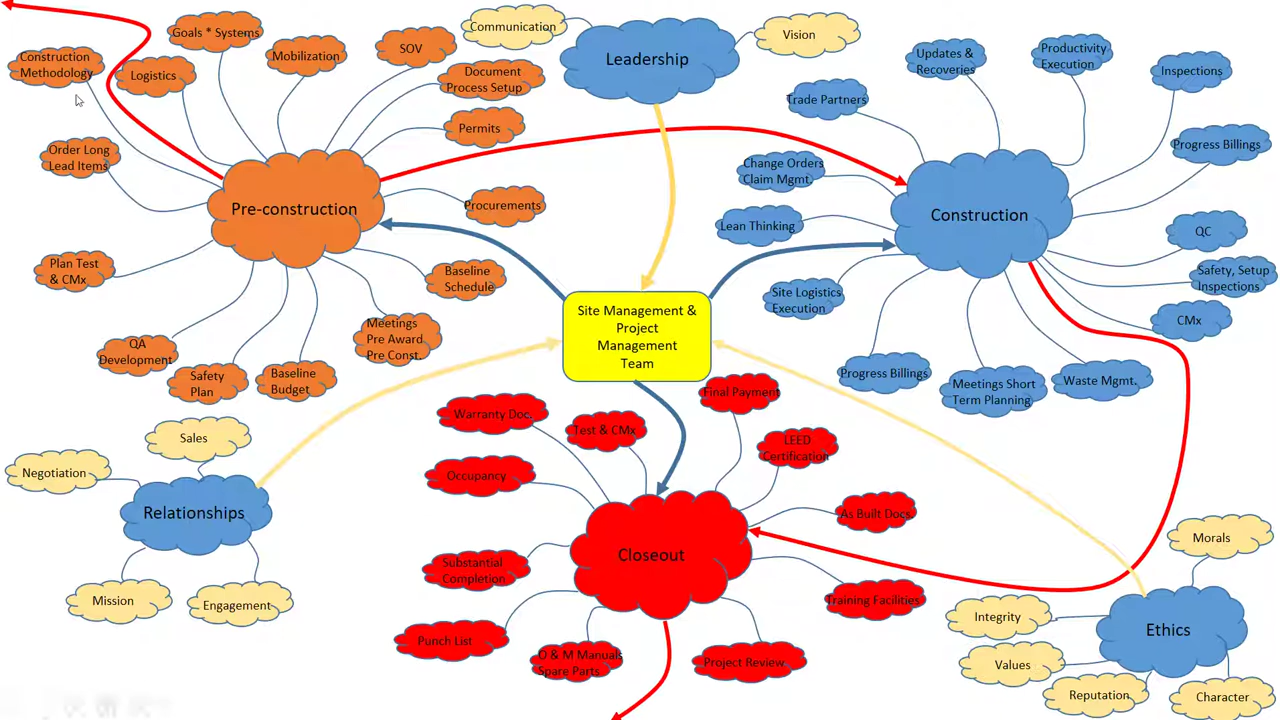 Communication
Leadership
Vision
Goals * Systems
Construction
Methodology
Logistics
Mobilization
SOV
Document
Process Setup
Permits
Order Long
Lead Items
Pre-construction
Procurements
Plan Test
& CMx
Baseline
Schedule
QA
Development
Safety
Plan
Baseline
Budget
Meetings
Pre Award
Pre Const.
Updates &
Recoveries
Productivity
Execution
Inspections
Trade Partners
Progress Billings
Change Orders
Claim Mgmt.
Lean Thinking
Construction
QC
Safety, Setup
Inspections
Site Logistics
Execution
CMx
Progress Billings
Meetings Short
Term Planning
Waste Mgmt.
Site Management &
Project
Management
Team
Sales
Negotiation
Relationships
Mission
Engagement
Final Payment
Warranty Doc.
Test & CMx
LEED
Certification
Occupancy
As Built Docs.
Closeout
Substantial
Completion
Training Facilities
Punch List
O & M Manuals
Spare Parts
Project Review
Morals
Integrity
Ethics
Values
Reputation
Character